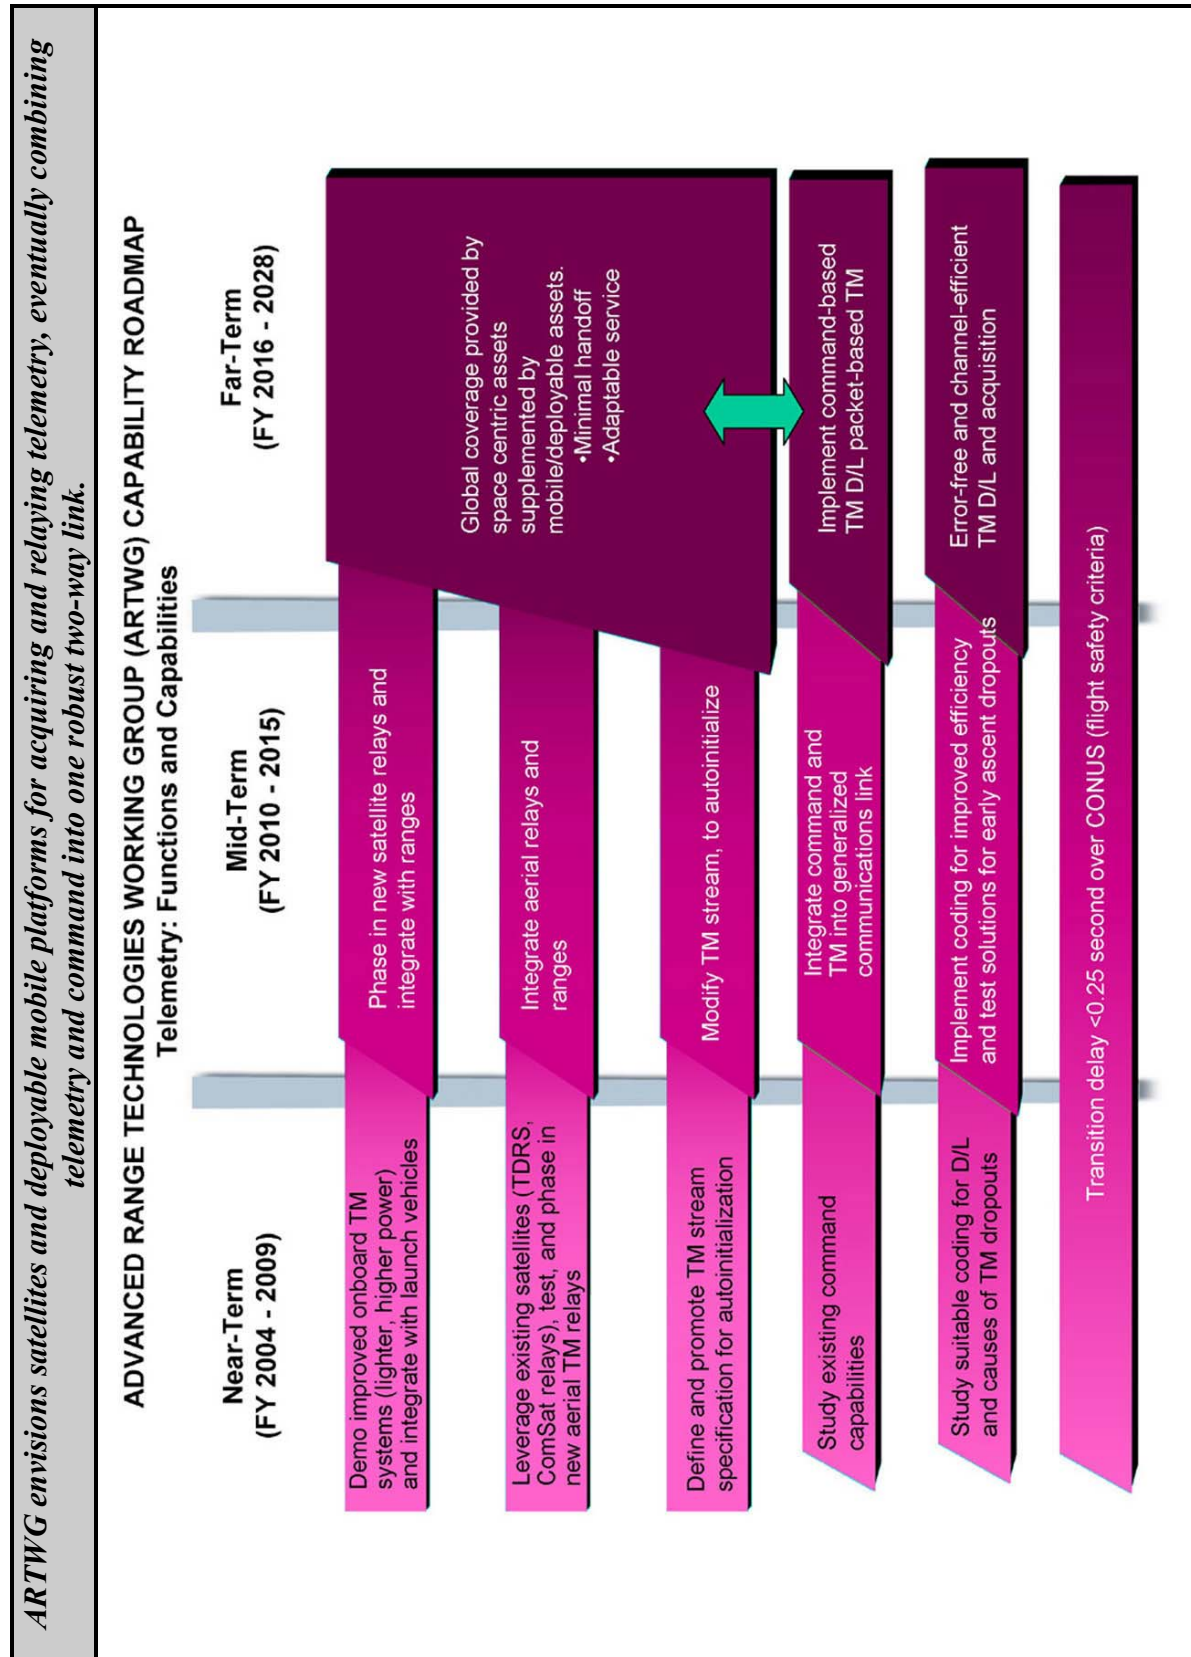 ARTWG envisions satellites and deployable mobile platforms for acquiring and relaying telemetry, eventually combining
telemetry and command into one robust two-way link.
ADVANCED RANGE TECHNOLOGIES WORKING GROUP (ARTWG) CAPABILITY ROADMAP
Telemetry: Functions and Capabilities
Near-Term
(FY 2004 - 2009)
Mid-Term
(FY 2010 - 2015)
Far-Term
(FY 2016 - 2028)
Demo improved onboard TM
systems (lighter, higher power)
and integrate with launch vehicles
Phase in new satellite relays and
integrate with ranges
Global coverage provided by
space centric assets
supplemented by
mobile/deployable assets.
•Minimal handoff
•Adaptable service
Leverage existing satellites (TDRS,
ComSat relays), test, and phase in
new aerial TM relays
Integrate aerial relays and
ranges
Define and promote TM stream
specification for autoinitialization
Modify TM stream, to autoinitialize
Study existing command
capabilities
Integrate command and
TM into generalized
communications link
Implement command-based
TM D/L packet-based TM
Study suitable coding for D/L
and causes of TM dropouts
Implement coding for improved efficiency
and test solutions for early ascent dropouts
Error-free and channel-efficient
TM D/L and acquisition
Transition delay <0.25 second over CONUS (flight safety criteria)